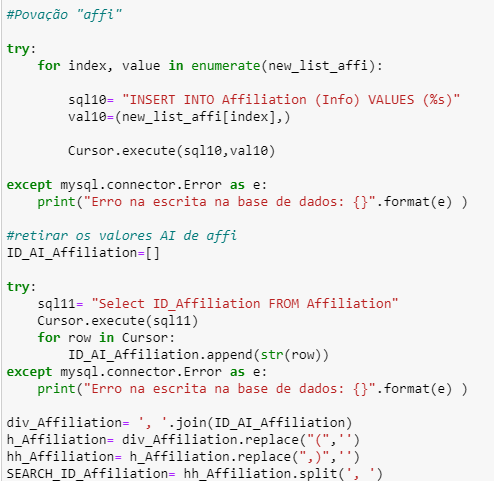 #Povação "affi"
try:
for index, value in enumerate(new_list_affi):
sql10= "INSERT INTO Affiliation (Info) VALUES (%s)"
val10=(new_list_affi[index],)
Cursor.execute(sql10,val10)
except mysql.connector.Error as e:
print("Erro na escrita na base de dados: {}".format(e) )
#retirar os valores AI de affi
ID_AI_Affiliation=[]
try:
sql11= "Select ID_Affiliation FROM Affiliation"
Cursor.execute(sql11)
for row in Cursor:
ID_AI_Affiliation.append(str(row))
except mysql.connector.Error as e:
print("Erro na escrita na base de dados: {}".format(e) )
div_Affiliation= ', '.join(ID_AI_Affiliation)
h_Affiliation= div_Affiliation.replace("(",'')
hh_Affiliation= h_Affiliation.replace(",)",'')
SEARCH_ID_Affiliation= hh_Affiliation.split(', ')